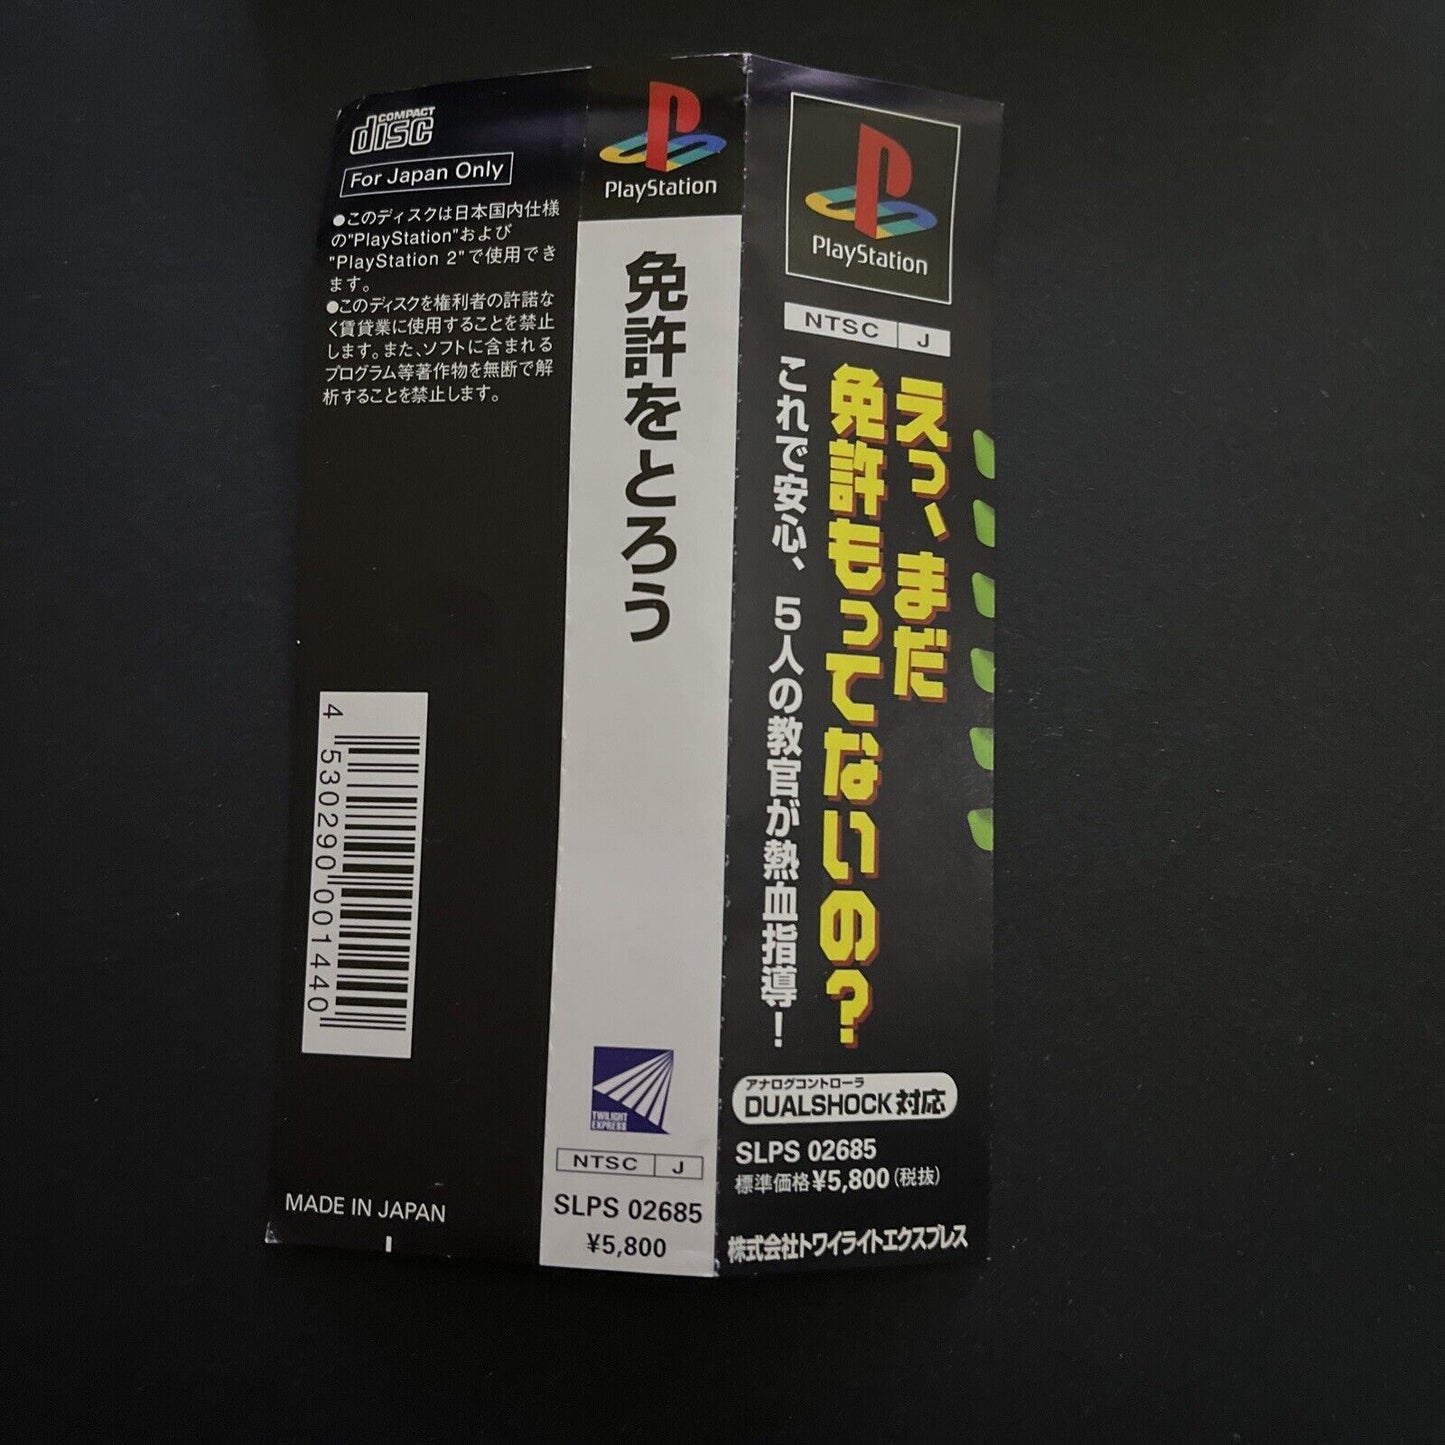 COMPACT
disc
For Japan Only
●このディスクは日本国内仕様
の"PlayStation"および
"PlayStation 2"で使用でき
ます。
●このディスクを権利者の許諾な
く賃貸業に使用することを禁止
します。また、ソフトに含まれる
プログラム等著作物を無断で解
析することを禁止します。
4 530290 001440
MADE IN JAPAN
PlayStation
免許をとろう
TWILIGHT
EXPRESS
NTSC J
SLPS 02685
¥5,800
PlayStation
NTSC J
えっ、まだ
免許もってないの?
これで安心、5人の教官が熱血指導!
アナログコントローラ
DUALSHOCK対応
SLPS 02685
標準価格¥5,800(税抜)
株式会社トワイライトエクスプレス